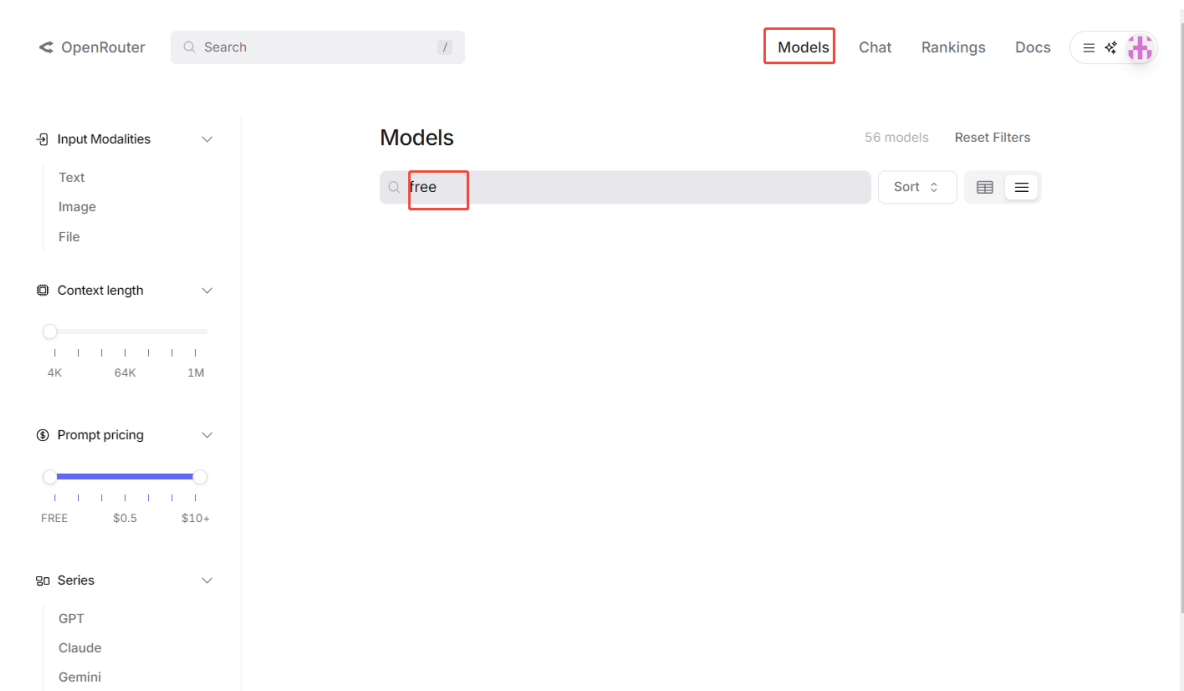 OpenRouter Search / Models Chat Rankings Docs
Input Modalities
Text
Image
File
Context length
4K 64K 1M
Prompt pricing
FREE $0.5 $10+
Series
GPT
Claude
Gemini
Models 56 models Reset Filters
free Sort